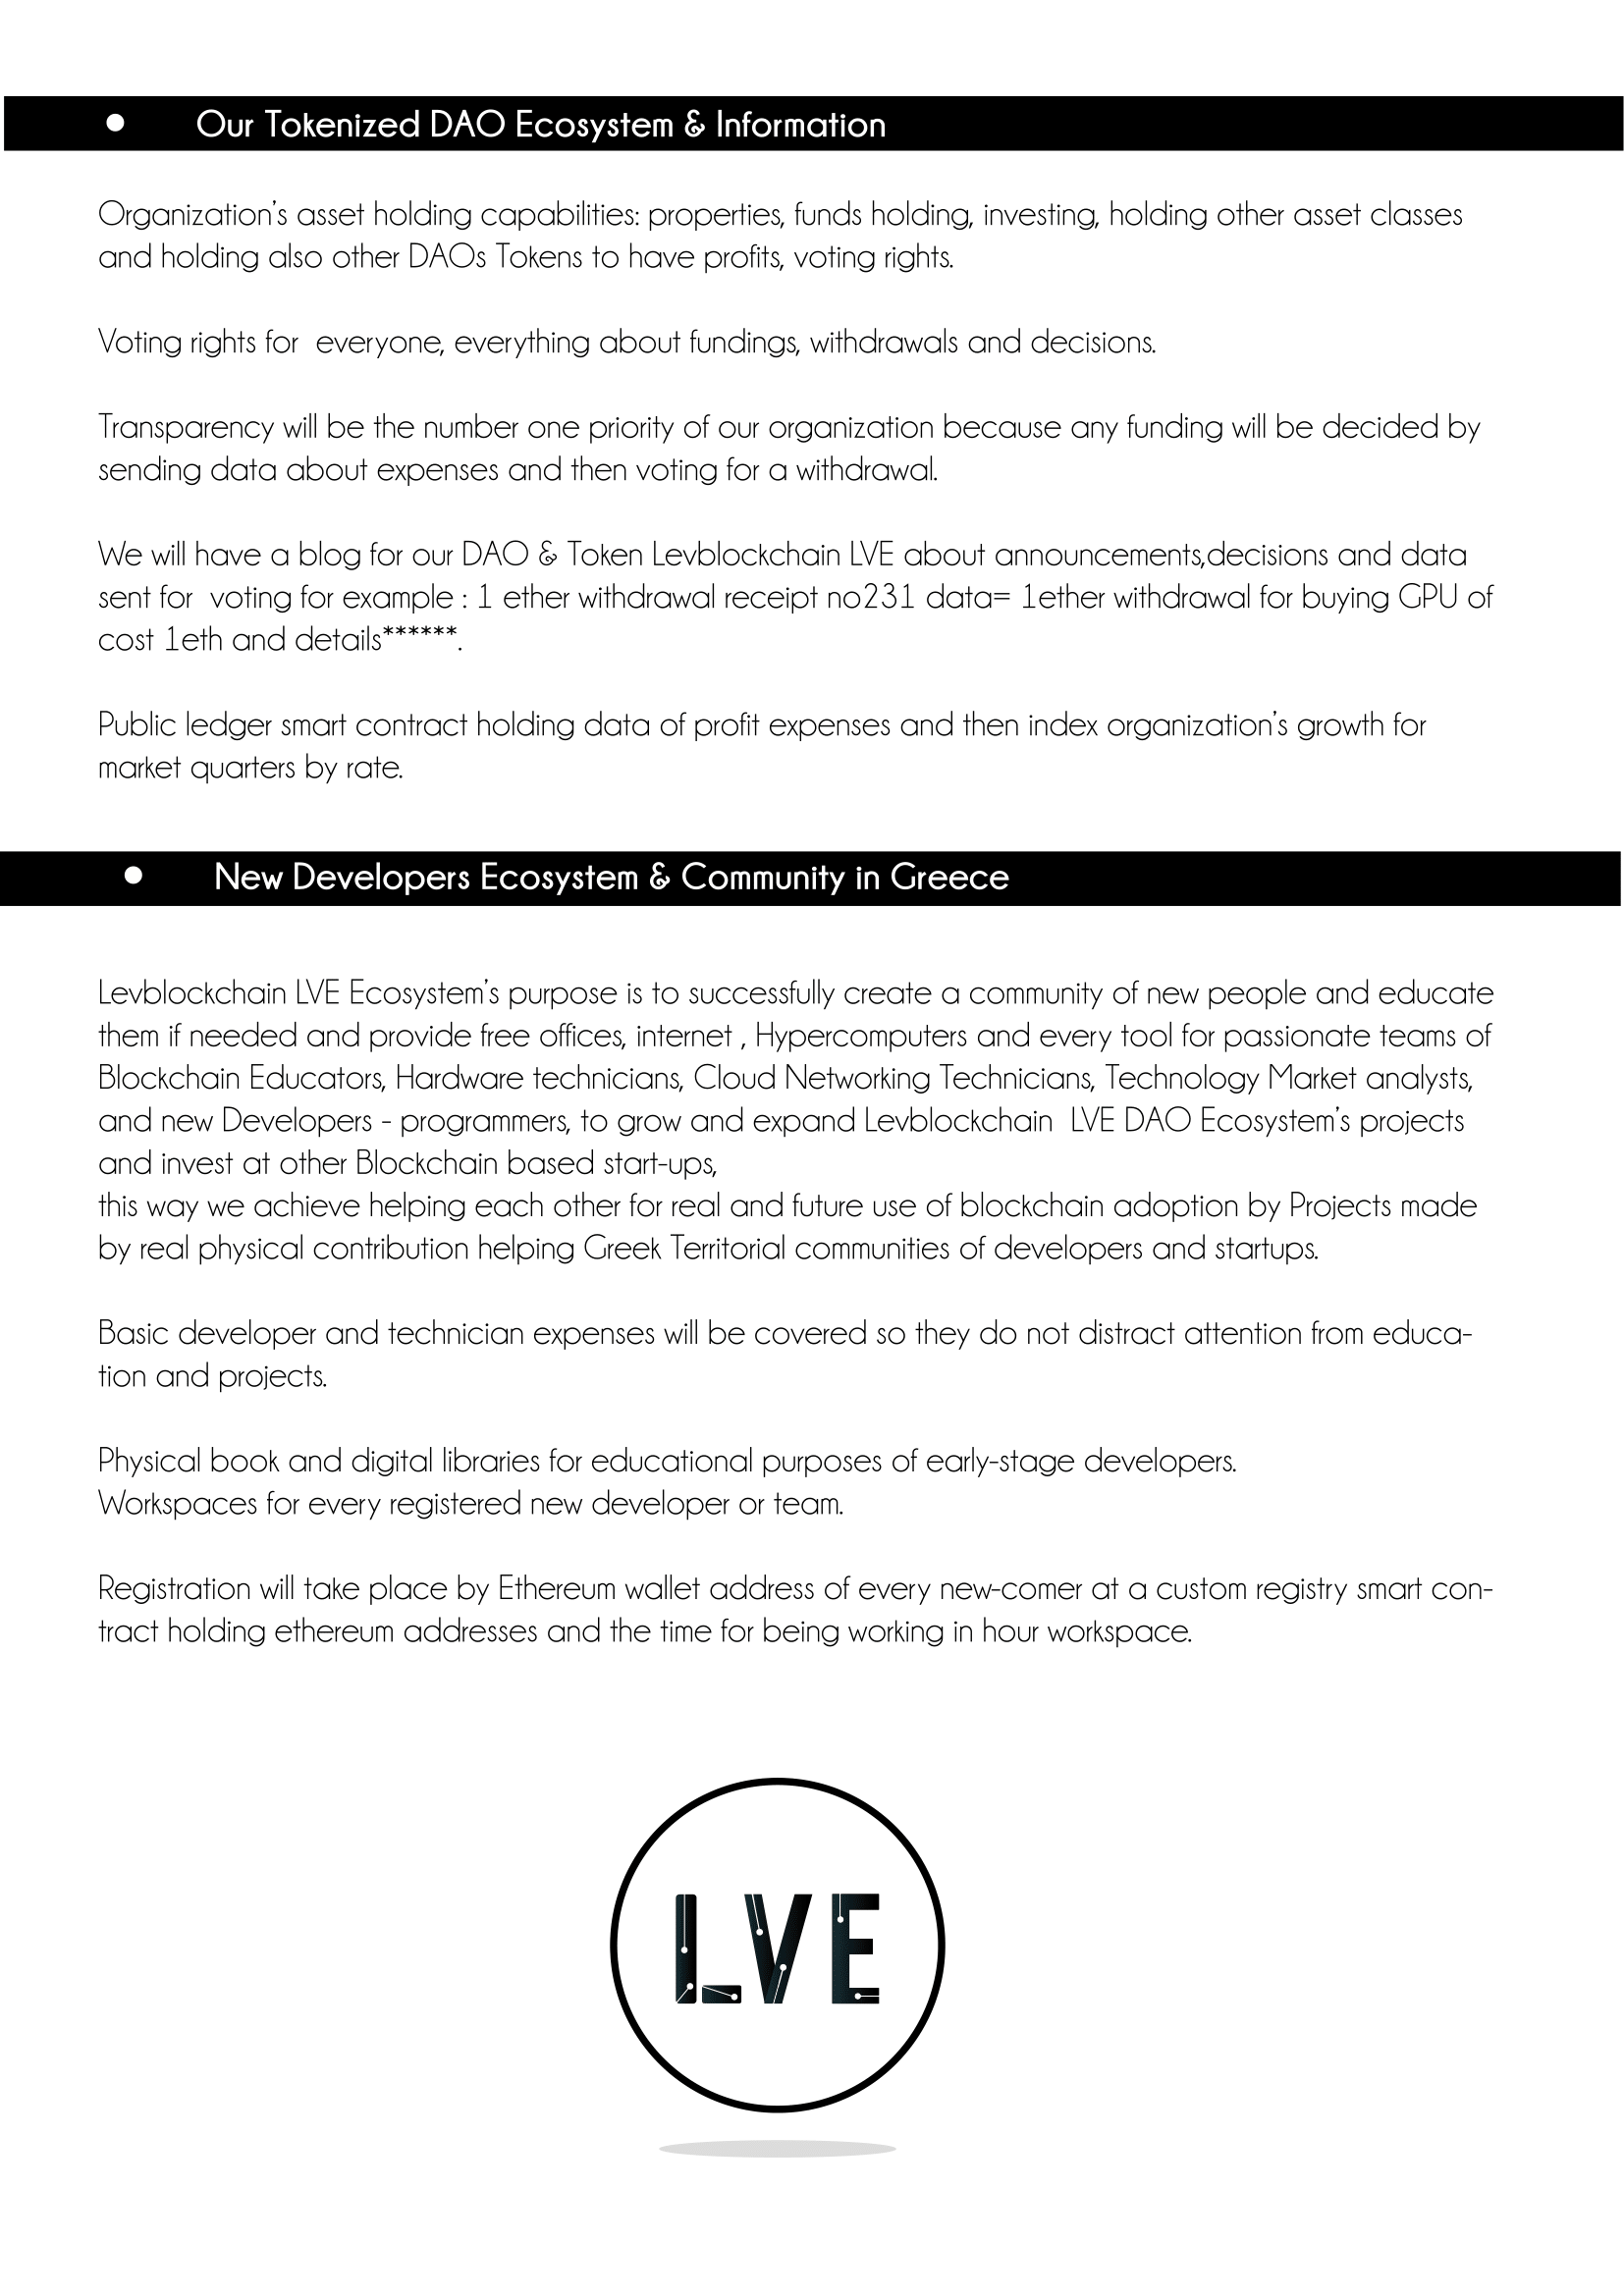 • Our Tokenized DAO Ecosystem & Information
Organization's asset holding capabilities: properties, funds holding, investing, holding other asset classes
and holding also other DAOs Tokens to have profits, voting rights.
Voting rights for  everyone, everything about fundings, withdrawals and decisions.
Transparency will be the number one priority of our organization because any funding will be decided by
sending data about expenses and then voting for a withdrawal.
We will have a blog for our DAO & Token Levblockchain LVE about announcements,decisions and data
sent for  voting for example : 1 ether withdrawal receipt no231 data= 1ether withdrawal for buying GPU of
cost 1eth and details******.
Public ledger smart contract holding data of profit expenses and then index organization's growth for
market quarters by rate.
• New Developers Ecosystem & Community in Greece
Levblockchain LVE Ecosystem's purpose is to successfully create a community of new people and educate
them if needed and provide free offices, internet , Hypercomputers and every tool for passionate teams of
Blockchain Educators, Hardware technicians, Cloud Networking Technicians, Technology Market analysts,
and new Developers - programmers, to grow and expand Levblockchain  LVE DAO Ecosystem's projects
and invest at other Blockchain based start-ups,
this way we achieve helping each other for real and future use of blockchain adoption by Projects made
by real physical contribution helping Greek Territorial communities of developers and startups.
Basic developer and technician expenses will be covered so they do not distract attention from educa-
tion and projects.
Physical book and digital libraries for educational purposes of early-stage developers.
Workspaces for every registered new developer or team.
Registration will take place by Ethereum wallet address of every new-comer at a custom registry smart con-
tract holding ethereum addresses and the time for being working in hour workspace.
LVE